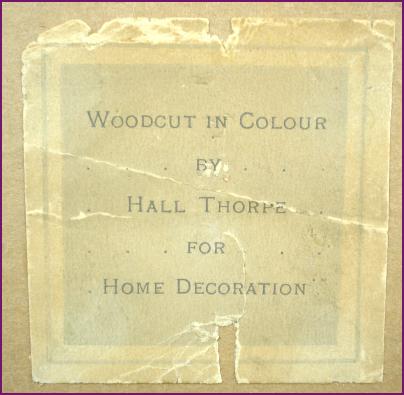 WOODCUT IN COLOUR
. . . BY . . .
. HALL THORPE . .
. . . FOR . .
. HOME DECORATION